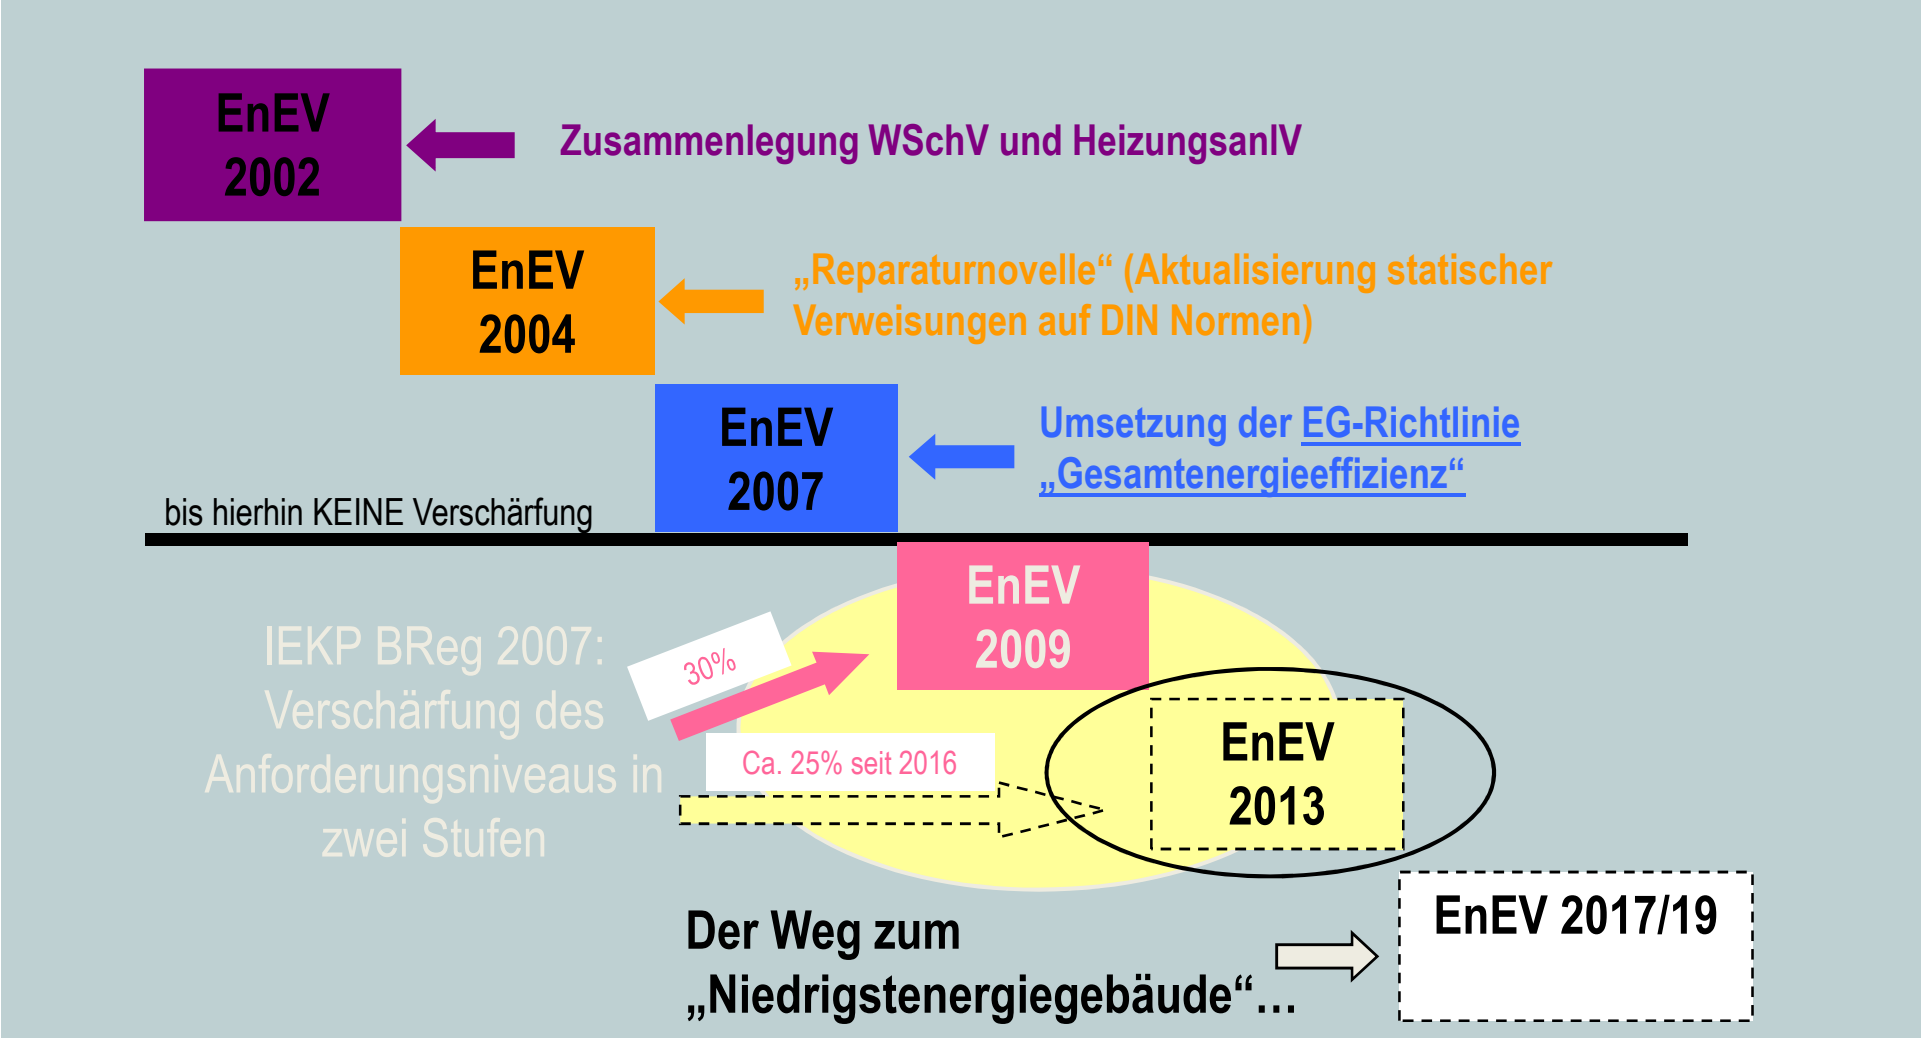 EnEV
2002
Zusammenlegung WSchV und HeizungsanlV
EnEV
2004
„Reparaturnovelle“ (Aktualisierung statischer
Verweisungen auf DIN Normen)
EnEV
2007
Umsetzung der EG-Richtlinie
„Gesamtenergieeffizienz“
bis hierhin KEINE Verschärfung
EnEV
2009
IEKP BReg 2007:
Verschärfung des
Anforderungsniveaus in
zwei Stufen
30%
Ca. 25% seit 2016
EnEV
2013
Der Weg zum
„Niedrigstenergiegebäude“...
EnEV 2017/19